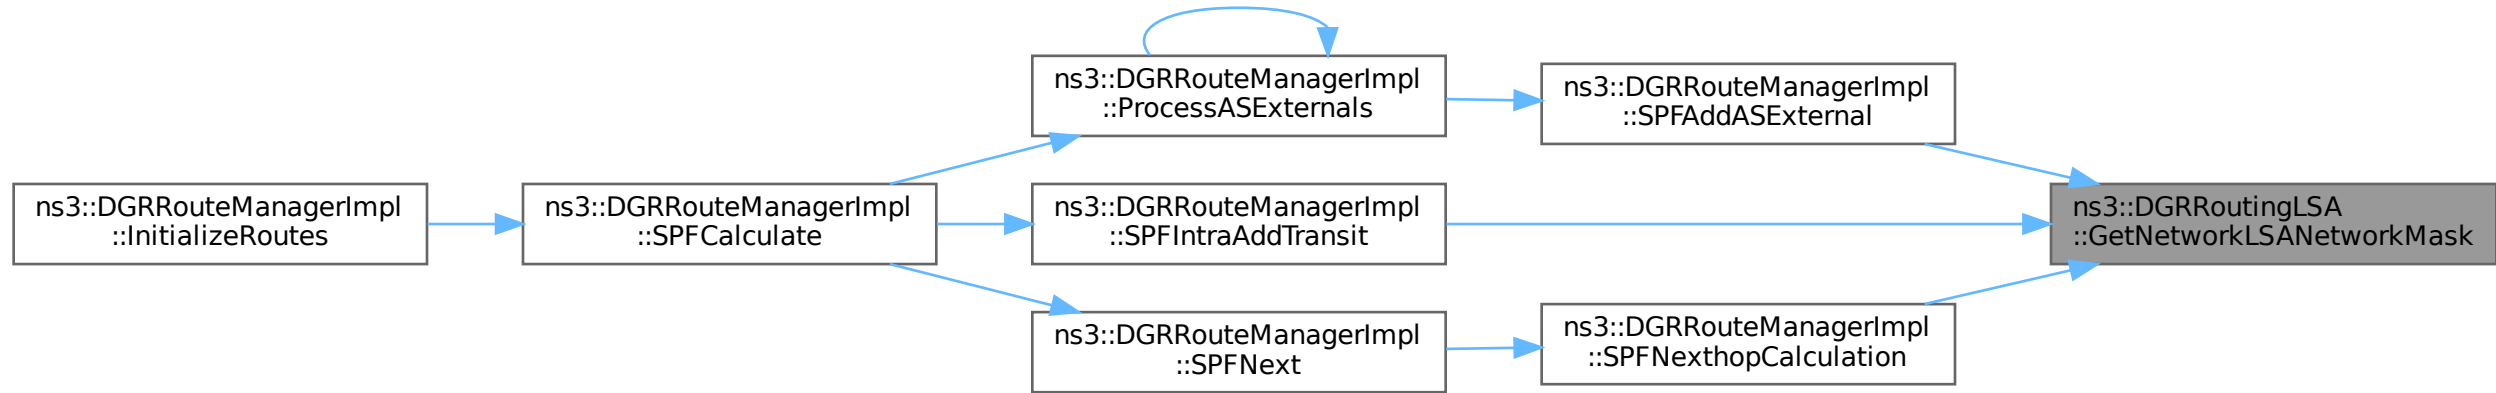 ns3::DGRRouteManagerImpl
::InitializeRoutes
ns3::DGRRouteManagerImpl
::SPFCalculate
ns3::DGRRouteManagerImpl
::ProcessASExternals
ns3::DGRRouteManagerImpl
::SPFIntraAddTransit
ns3::DGRRouteManagerImpl
::SPFNext
ns3::DGRRouteManagerImpl
::SPFAddASExternal
ns3::DGRRouteManagerImpl
::SPFNexthopCalculation
ns3::DGRRoutingLSA
::GetNetworkLSANetworkMask